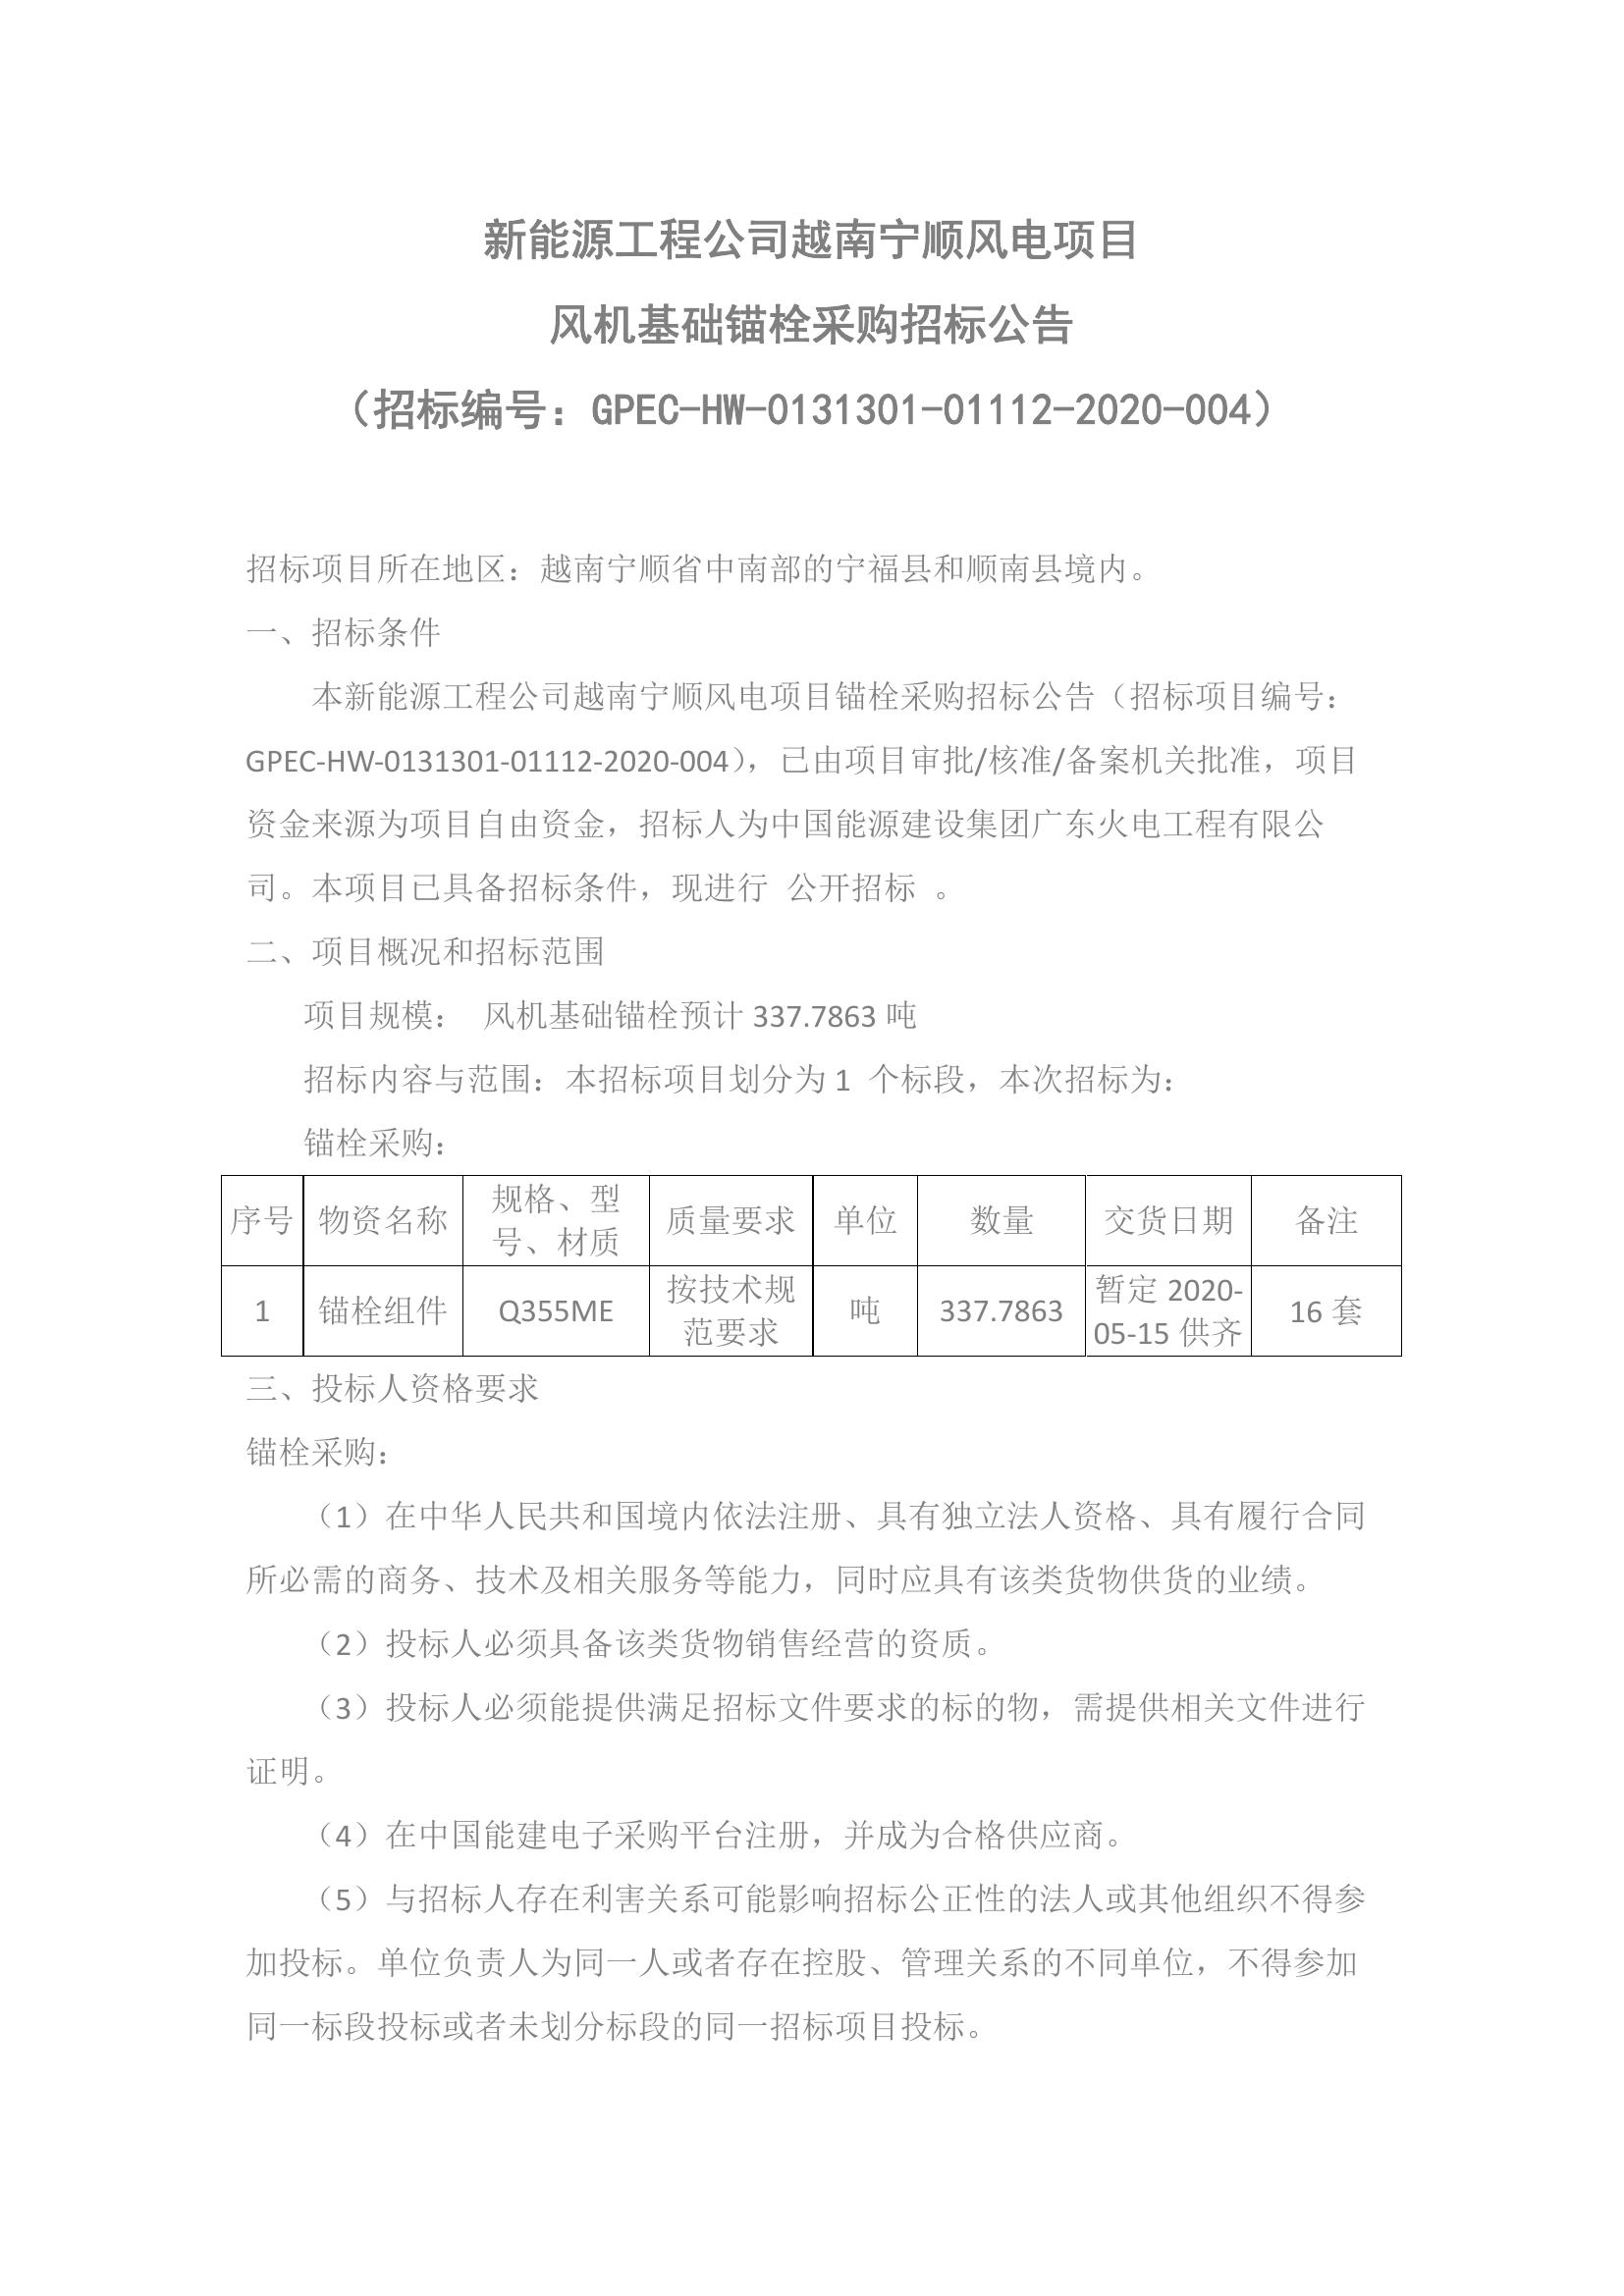 新能源工程公司越南宁顺风电项目
风机基础锚栓采购招标公告
（招标编号：GPEC-HW-0131301-01112-2020-004）
招标项目所在地区：越南宁顺省中南部的宁福县和顺南县境内。
一、招标条件
本新能源工程公司越南宁顺风电项目锚栓采购招标公告（招标项目编号：
GPEC-HW-0131301-01112-2020-004），已由项目审批/核准/备案机关批准，项目
资金来源为项目自由资金，招标人为中国能源建设集团广东火电工程有限公
司。本项目已具备招标条件，现进行 公开招标 。
二、项目概况和招标范围
项目规模： 风机基础锚栓预计 337.7863 吨
招标内容与范围：本招标项目划分为 1 个标段，本次招标为：
锚栓采购：
序号 物资名称 规格、型号、材质 质量要求 单位 数量 交货日期 备注
1 锚栓组件 Q355ME 按技术规范要求 吨 337.7863 暂定 2020-05-15 供齐 16 套
三、投标人资格要求
锚栓采购：
（1）在中华人民共和国境内依法注册、具有独立法人资格、具有履行合同
所必需的商务、技术及相关服务等能力，同时应具有该类货物供货的业绩。
（2）投标人必须具备该类货物销售经营的资质。
（3）投标人必须能提供满足招标文件要求的标的物，需提供相关文件进行
证明。
（4）在中国能建电子采购平台注册，并成为合格供应商。
（5）与招标人存在利害关系可能影响招标公正性的法人或其他组织不得参
加投标。单位负责人为同一人或者存在控股、管理关系的不同单位，不得参加
同一标段投标或者未划分标段的同一招标项目投标。